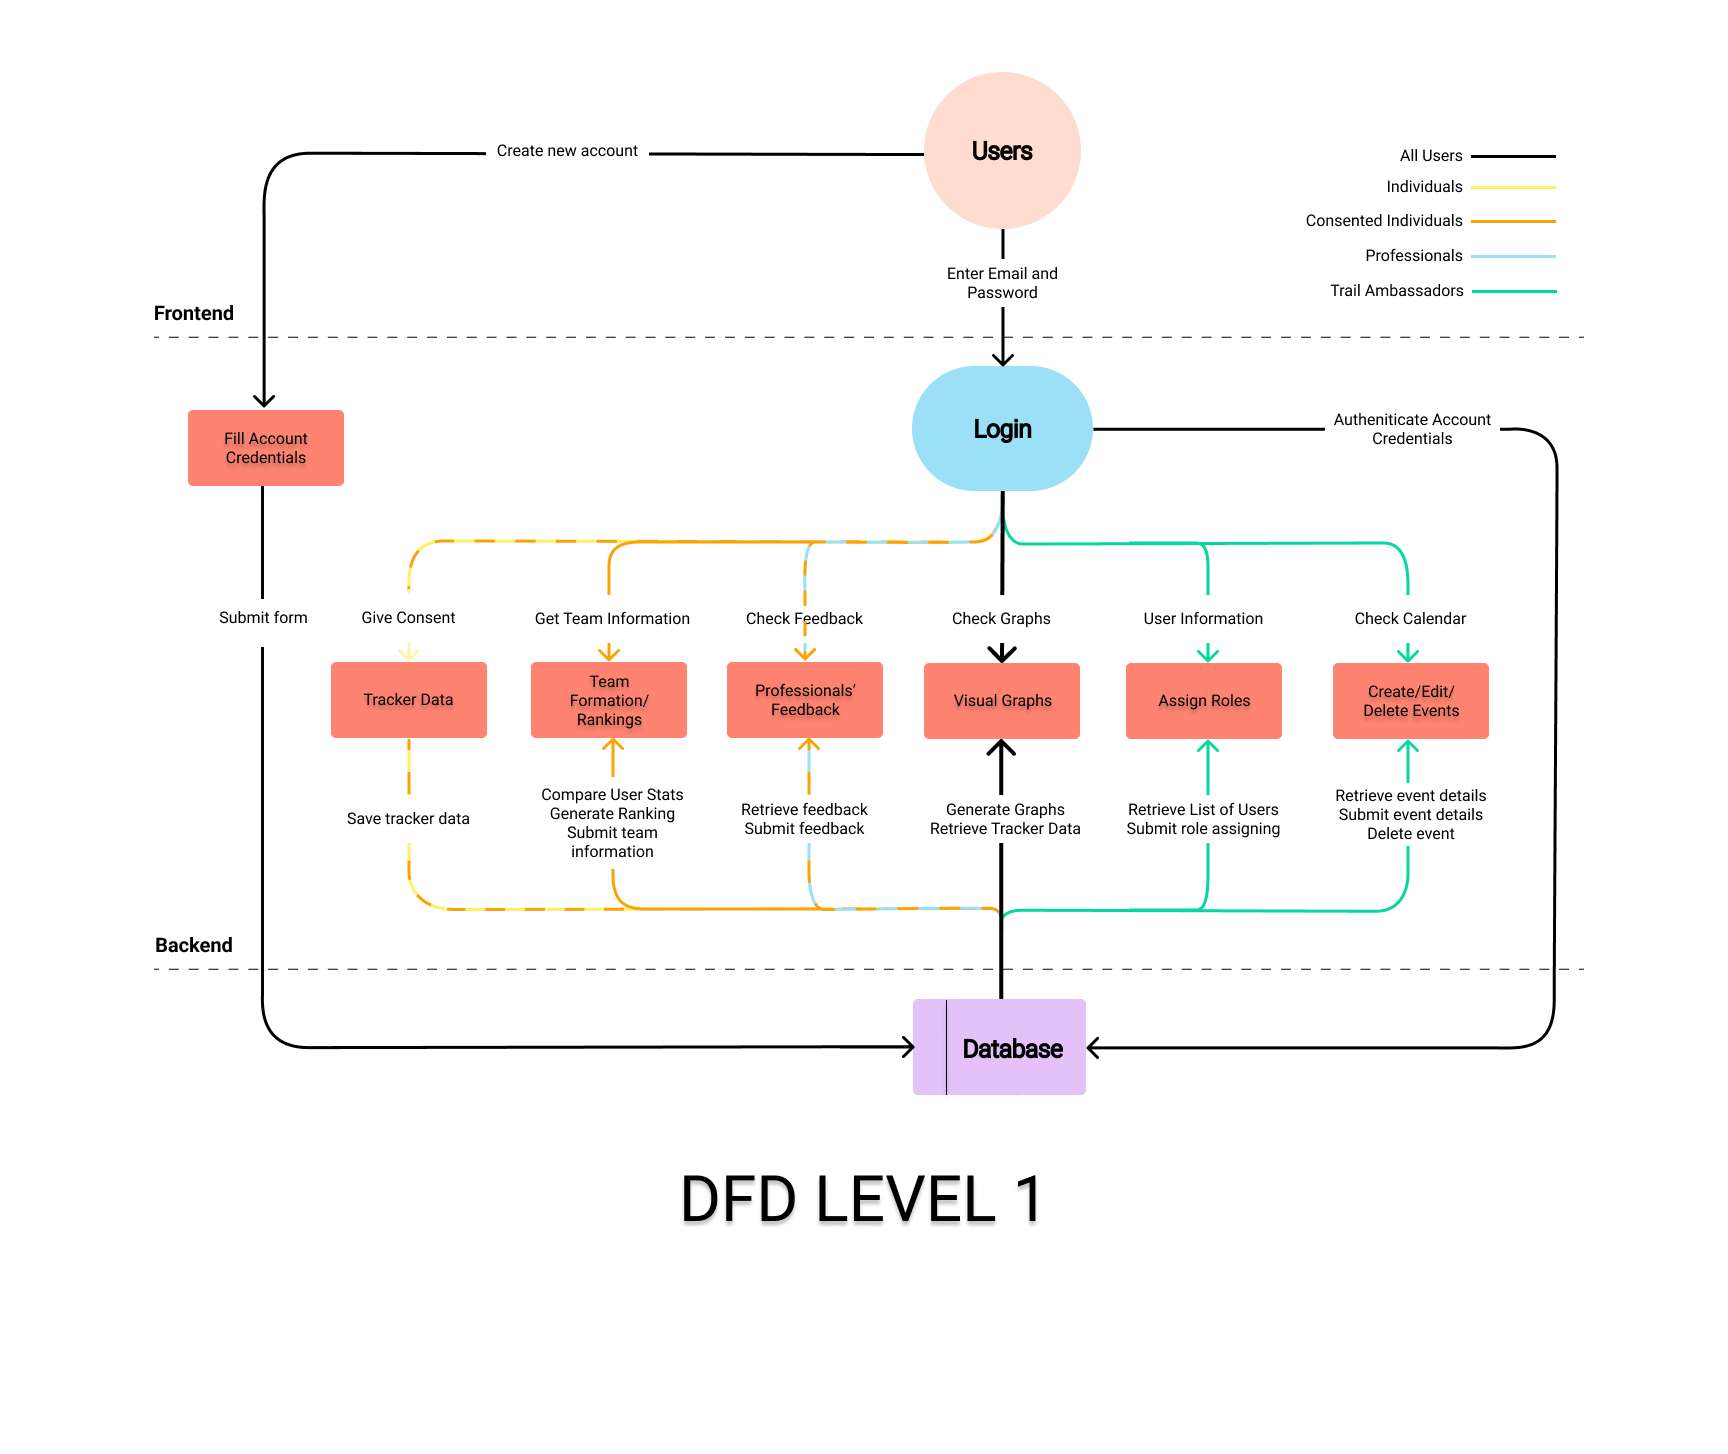 Users
Create new account
All Users
Individuals
Consented Individuals
Professionals
Trail Ambassadors
Enter Email and
Password
Frontend
Login
Autheniticate Account
Credentials
Fill Account
Credentials
Submit form
Give Consent
Get Team Information
Check Feedback
Check Graphs
User Information
Check Calendar
Tracker Data
Team
Formation/
Rankings
Professionals’
Feedback
Visual Graphs
Assign Roles
Create/Edit/
Delete Events
Save tracker data
Compare User Stats
Generate Ranking
Submit team
information
Retrieve feedback
Submit feedback
Generate Graphs
Retrieve Tracker Data
Retrieve List of Users
Submit role assigning
Retrieve event details
Submit event details
Delete event
Backend
Database
DFD LEVEL 1